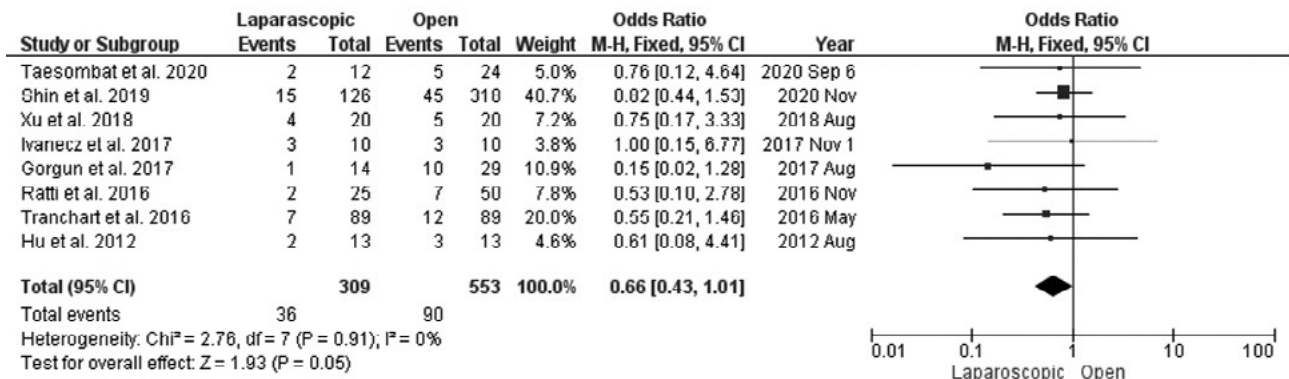 Laparascopic Open Odds Ratio Odds Ratio
Study or Subgroup Events Total Events Total Weight M-H, Fixed, 95% CI Year M-H, Fixed, 95% CI
Taesombat et al. 2020 2 12 5 24 5.0% 0.76 [0.12, 4.64] 2020 Sep 6
Shin et al. 2019 15 126 45 318 40.7% 0.82 [0.44, 1.53] 2020 Nov
Xu et al. 2018 4 20 5 20 7.2% 0.75 [0.17, 3.33] 2018 Aug
Ivanecz et al. 2017 3 10 3 10 3.8% 1.00 [0.15, 6.77] 2017 Nov 1
Gorgun et al. 2017 1 14 10 29 10.9% 0.15 [0.02, 1.28] 2017 Aug
Ratti et al. 2016 2 25 7 50 7.8% 0.53 [0.10, 2.78] 2016 Nov
Tranchart et al. 2016 7 89 12 89 20.0% 0.55 [0.21, 1.46] 2016 May
Hu et al. 2012 2 13 3 13 4.6% 0.61 [0.08, 4.41] 2012 Aug
Total (95% CI) 309 553 100.0% 0.66 [0.43, 1.01]
Total events 36 90
Heterogeneity: Chi² = 2.76, df = 7 (P = 0.91); I² = 0%
Test for overall effect: Z = 1.93 (P = 0.05)
0.01 0.1 1 10 100
Laparoscopic Open